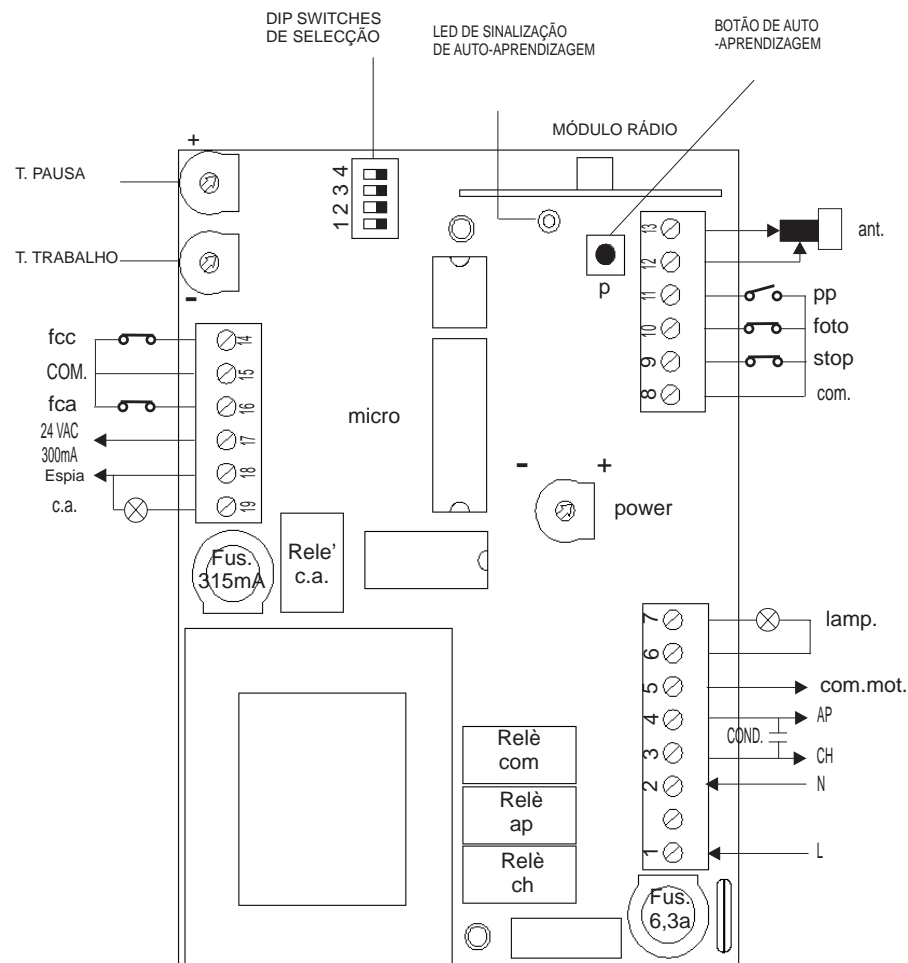 DIP SWITCHES
DE SELECÇÃO
LED DE SINALIZAÇÃO
DE AUTO-APRENDIZAGEM
BOTÃO DE AUTO
-APRENDIZAGEM
MÓDULO RÁDIO
+
T. PAUSA
T. TRABALHO
-
1 2 3 4
p
13
12
11
10
9
8
ant.
pp
foto
stop
com.
fcc
COM.
fca
24 VAC
300mA
Espia
c.a.
14
15
16
17
18
19
micro
- +
power
Fus.
315mA
Rele'
c.a.
7
6
5
4
3
2
1
lamp.
com.mot.
AP
COND.
CH
N
L
Relè
com
Relè
ap
Relè
ch
Fus.
6,3a